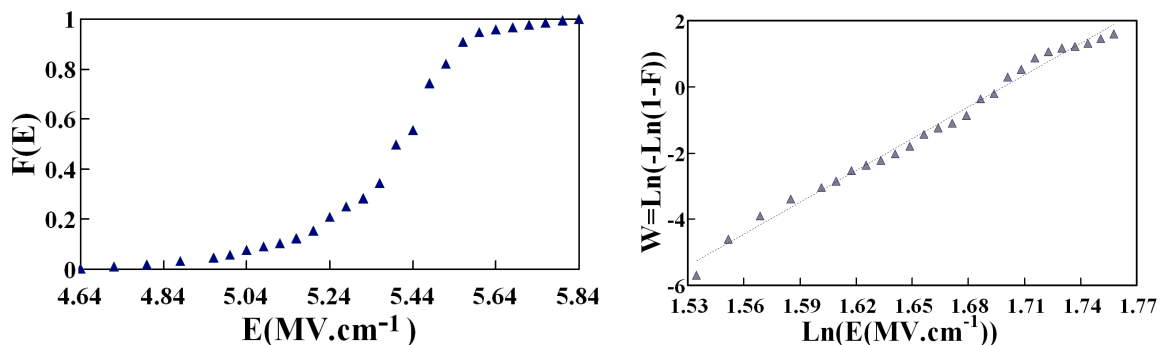 F(E)
1
0.8
0.6
0.4
0.2
0
4.64 4.84 5.04 5.24 5.44 5.64 5.84
E(MV.cm⁻¹)
W=Ln(-Ln(1-F))
2
0
-2
-4
-6
1.53 1.56 1.59 1.62 1.65 1.68 1.71 1.74 1.77
Ln(E(MV.cm⁻¹))